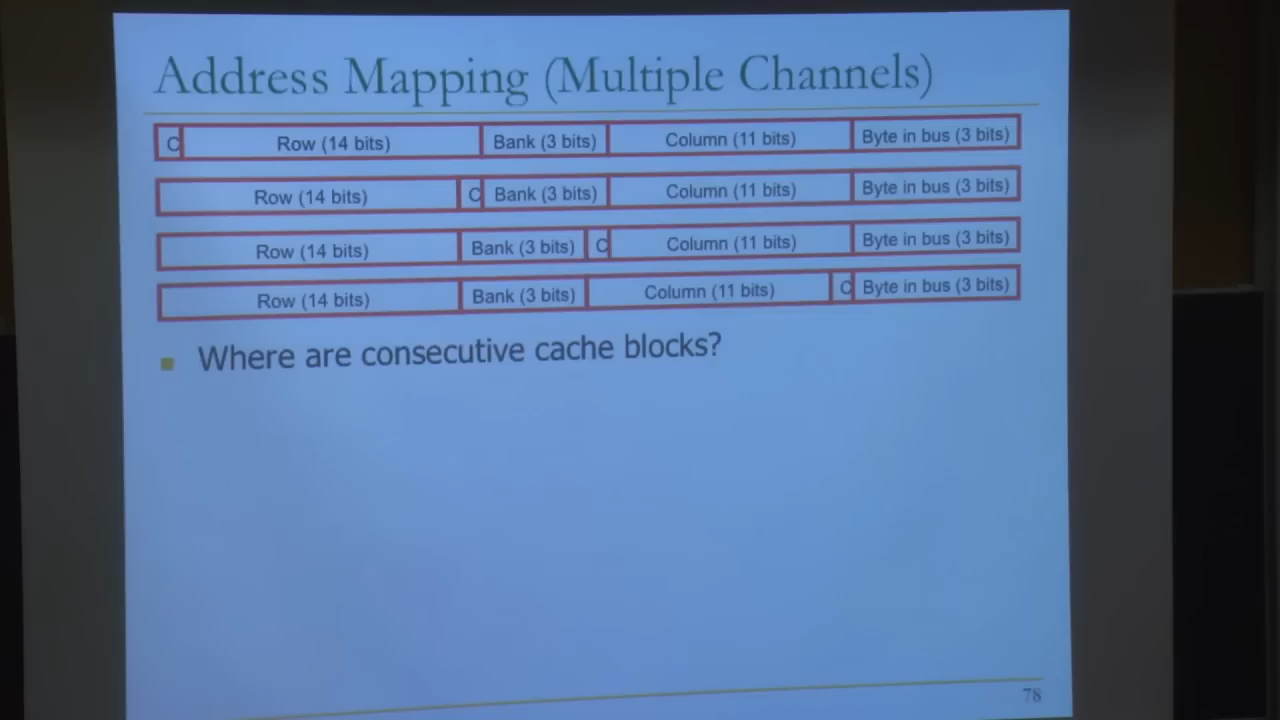 Address Mapping (Multiple Channels)
C Row (14 bits) Bank (3 bits) Column (11 bits) Byte in bus (3 bits)
Row (14 bits) C Bank (3 bits) Column (11 bits) Byte in bus (3 bits)
Row (14 bits) Bank (3 bits) C Column (11 bits) Byte in bus (3 bits)
Row (14 bits) Bank (3 bits) Column (11 bits) C Byte in bus (3 bits)
Where are consecutive cache blocks?
78